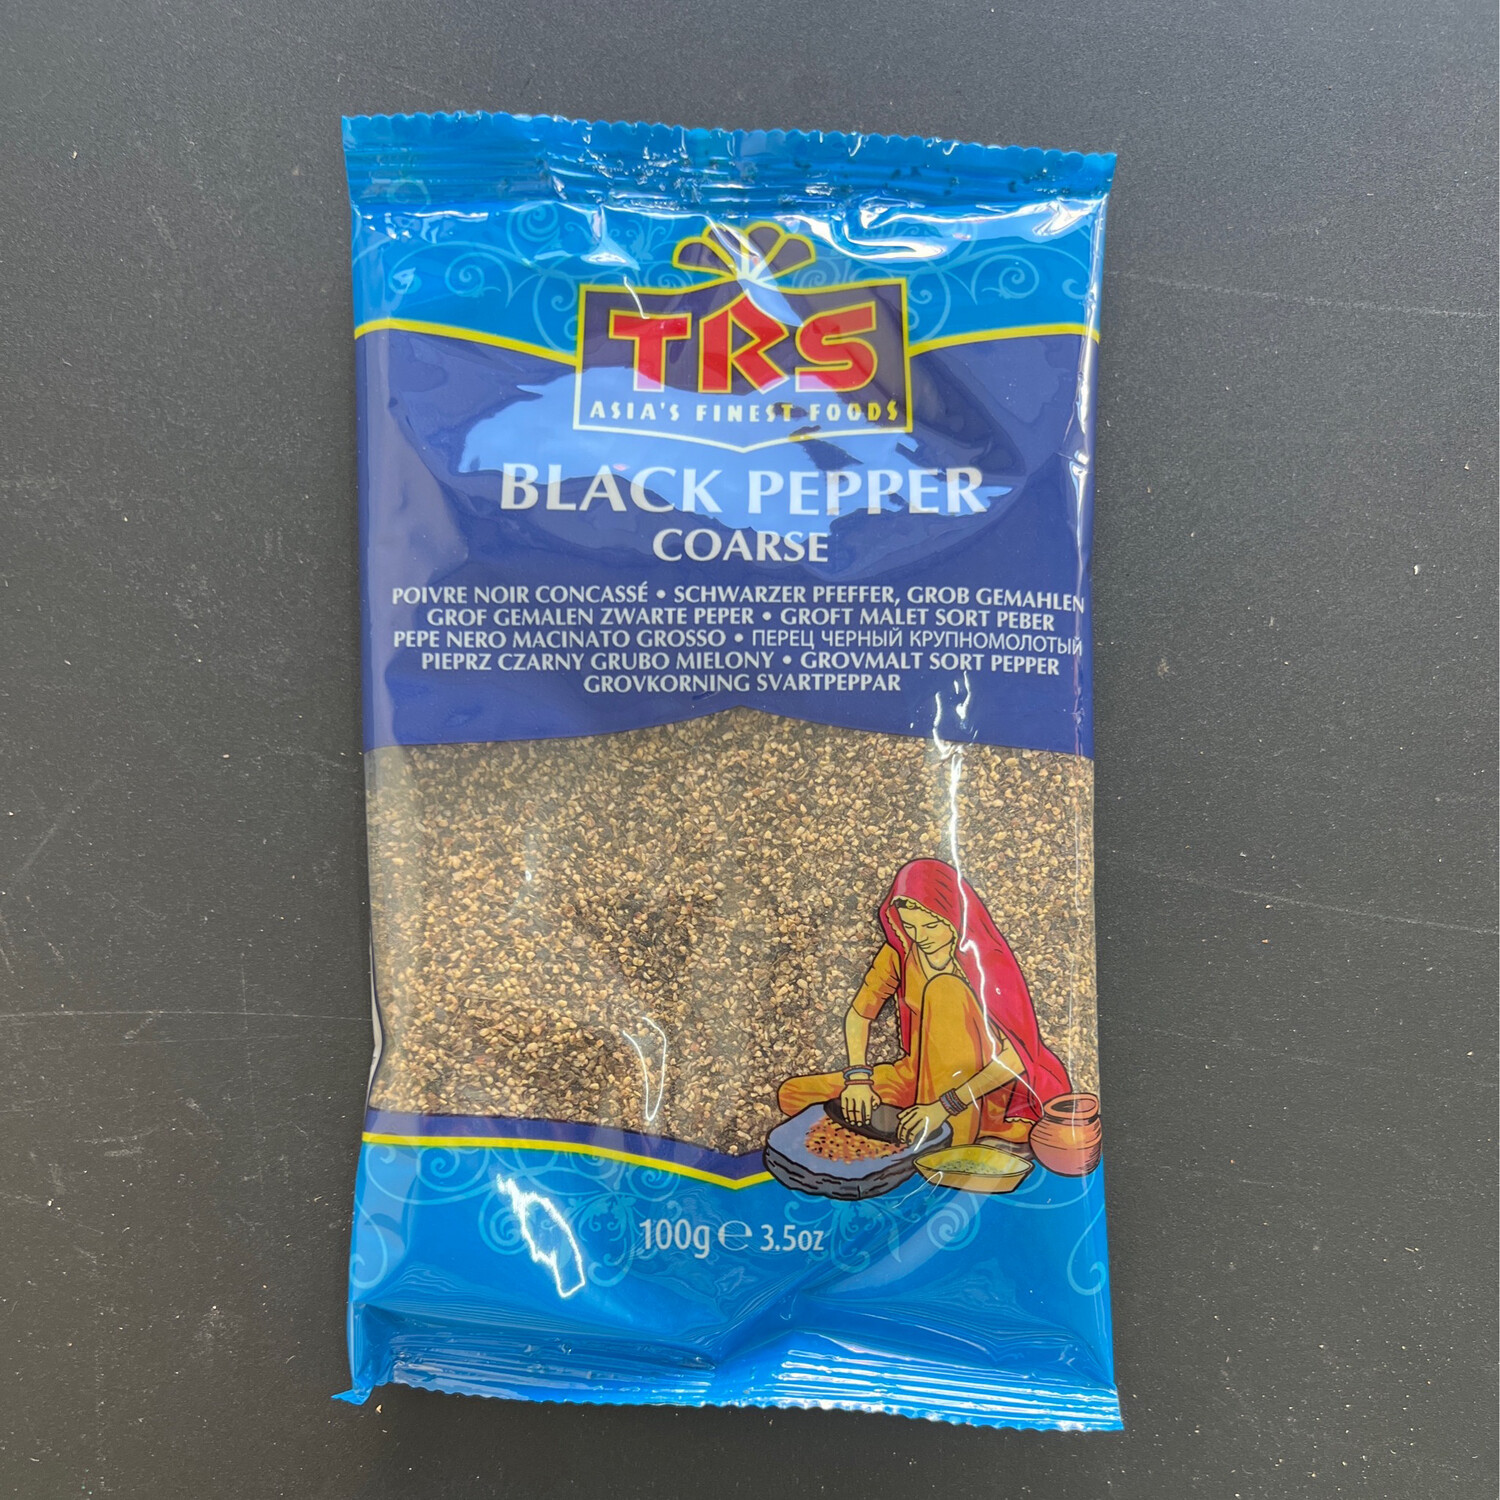 TRS
ASIA'S FINEST FOODS
BLACK PEPPER
COARSE
POIVRE NOIR CONCASSÉ • SCHWARZER PFEFFER, GROB GEMAHLEN
GROF GEMALEN ZWARTE PEPER • GROFT MALET SORT PEBER
PEPE NERO MACINATO GROSSO • ПЕРЕЦ ЧЕРНЫЙ КРУПНОМОЛОТЫЙ
PIEPRZ CZARNY GRUBO MIELONY • GROVMALT SORT PEPPER
GROVKORNING SVARTPEPPAR
100g ℮ 3.5oz